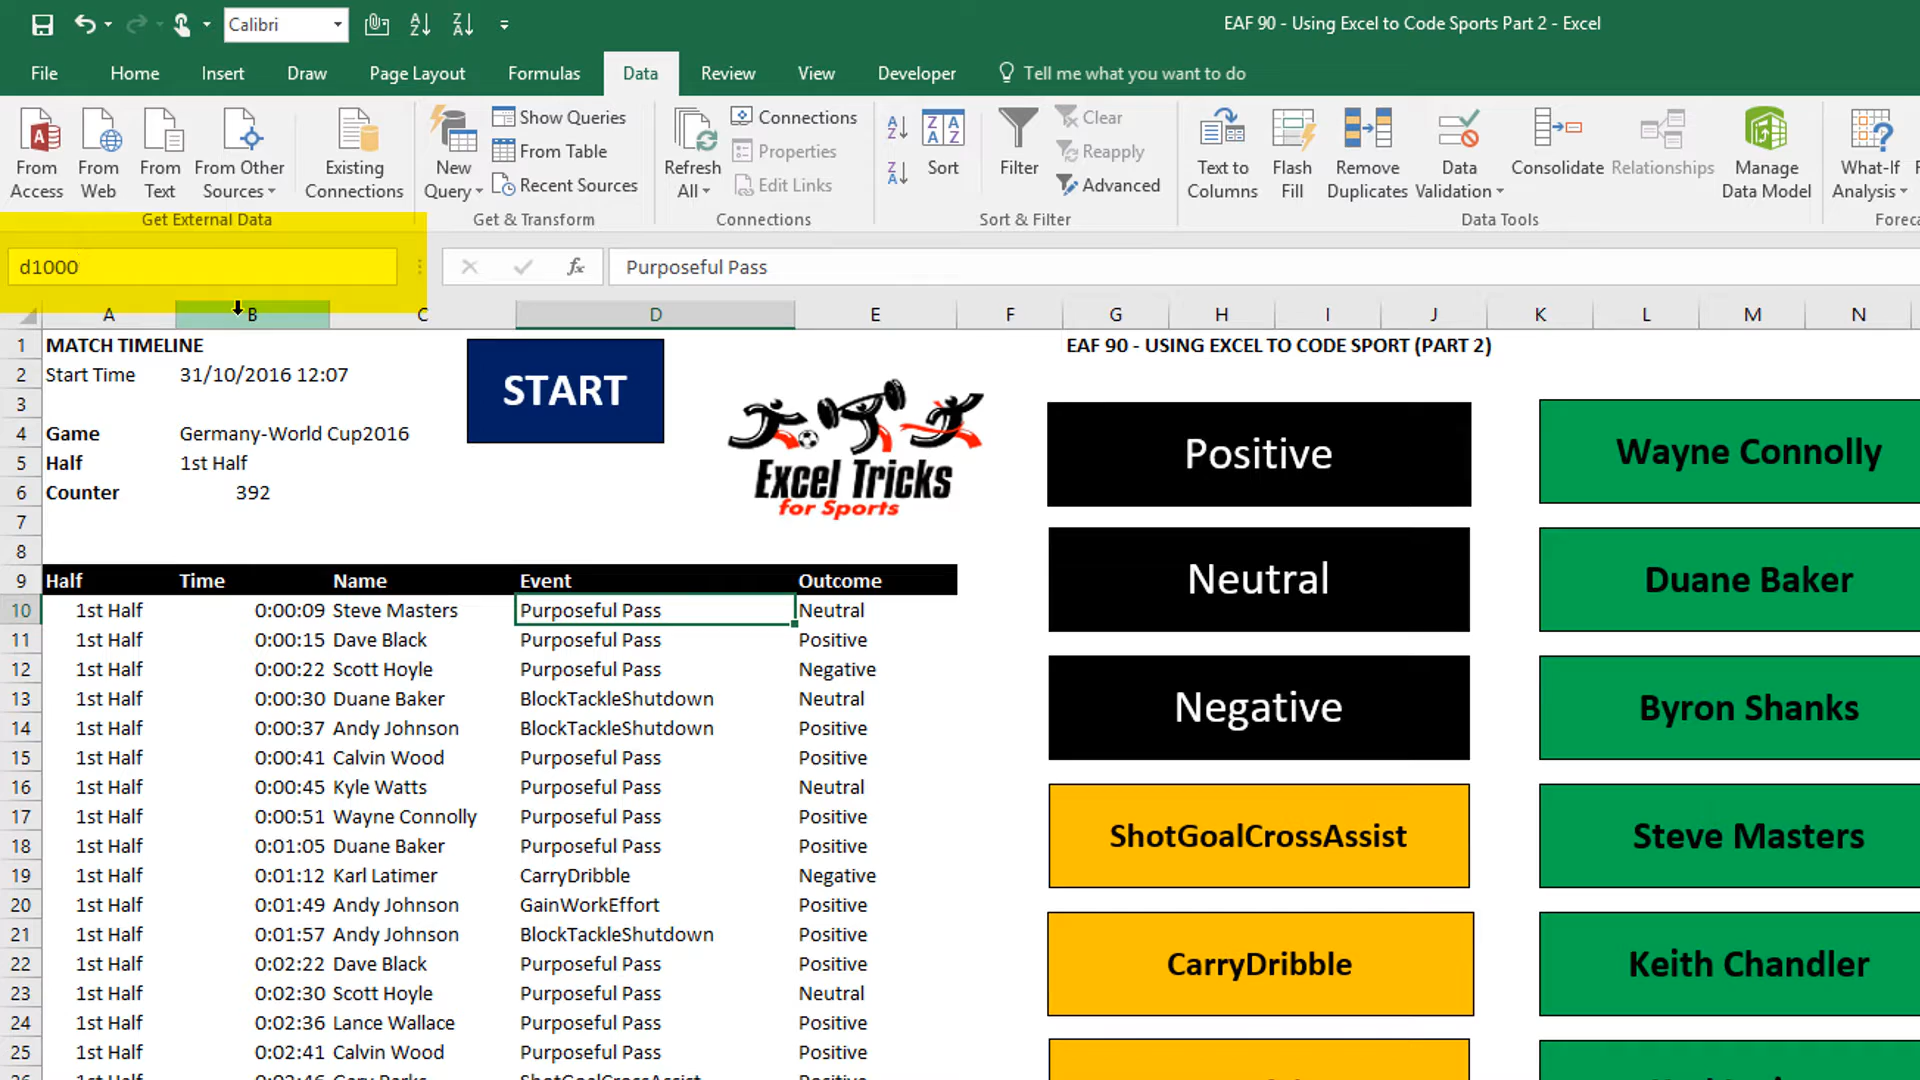 Calibri
EAF 90 - Using Excel to Code Sports Part 2 - Excel
File Home Insert Draw Page Layout Formulas Data Review View Developer Tell me what you want to do
From Access
From Web
From Text
From Other Sources
Existing Connections
Get External Data
New Query
Show Queries
From Table
Recent Sources
Get & Transform
Refresh All
Connections
Properties
Edit Links
Connections
Sort
Filter
Clear
Reapply
Advanced
Sort & Filter
Text to Columns
Flash Fill
Remove Duplicates
Data Validation
Consolidate
Relationships
Manage Data Model
Data Tools
What-If Analysis
d1000
fx
Purposeful Pass
A B C D E F G H I J K L M N
1 MATCH TIMELINE
EAF 90 - USING EXCEL TO CODE SPORT (PART 2)
2 Start Time 31/10/2016 12:07
3
4 Game Germany-World Cup2016
5 Half 1st Half
6 Counter 392
7
8
START
Excel Tricks
for Sports
9 Half Time Name Event Outcome
10 1st Half 0:00:09 Steve Masters Purposeful Pass Neutral
11 1st Half 0:00:15 Dave Black Purposeful Pass Positive
12 1st Half 0:00:22 Scott Hoyle Purposeful Pass Negative
13 1st Half 0:00:30 Duane Baker BlockTackleShutdown Neutral
14 1st Half 0:00:37 Andy Johnson BlockTackleShutdown Positive
15 1st Half 0:00:41 Calvin Wood Purposeful Pass Positive
16 1st Half 0:00:45 Kyle Watts Purposeful Pass Neutral
17 1st Half 0:00:51 Wayne Connolly Purposeful Pass Positive
18 1st Half 0:01:05 Duane Baker Purposeful Pass Positive
19 1st Half 0:01:12 Karl Latimer CarryDribble Negative
20 1st Half 0:01:49 Andy Johnson GainWorkEffort Positive
21 1st Half 0:01:57 Andy Johnson BlockTackleShutdown Positive
22 1st Half 0:02:22 Dave Black Purposeful Pass Positive
23 1st Half 0:02:30 Scott Hoyle Purposeful Pass Neutral
24 1st Half 0:02:36 Lance Wallace Purposeful Pass Positive
25 1st Half 0:02:41 Calvin Wood Purposeful Pass Positive
Positive
Neutral
Negative
ShotGoalCrossAssist
CarryDribble
Wayne Connolly
Duane Baker
Byron Shanks
Steve Masters
Keith Chandler